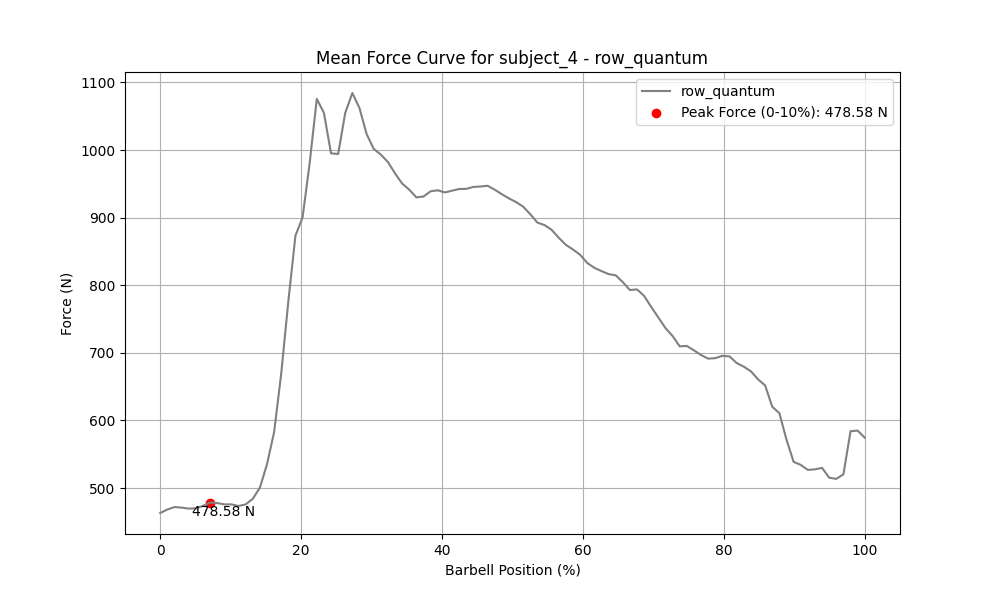 Mean Force Curve for subject_4 - row_quantum
row_quantum
Peak Force (0-10%): 478.58 N
1100
1000
900
800
700
600
500
Force (N)
478.58 N
0 20 40 60 80 100
Barbell Position (%)